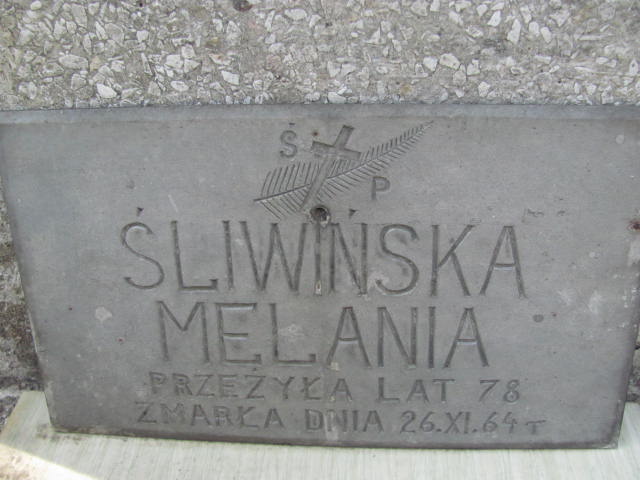 Ś P
ŚLIWIŃSKA
MELANIA
PRZEŻYŁA LAT 78
ZMARŁA DNIA 26.XI.64 r